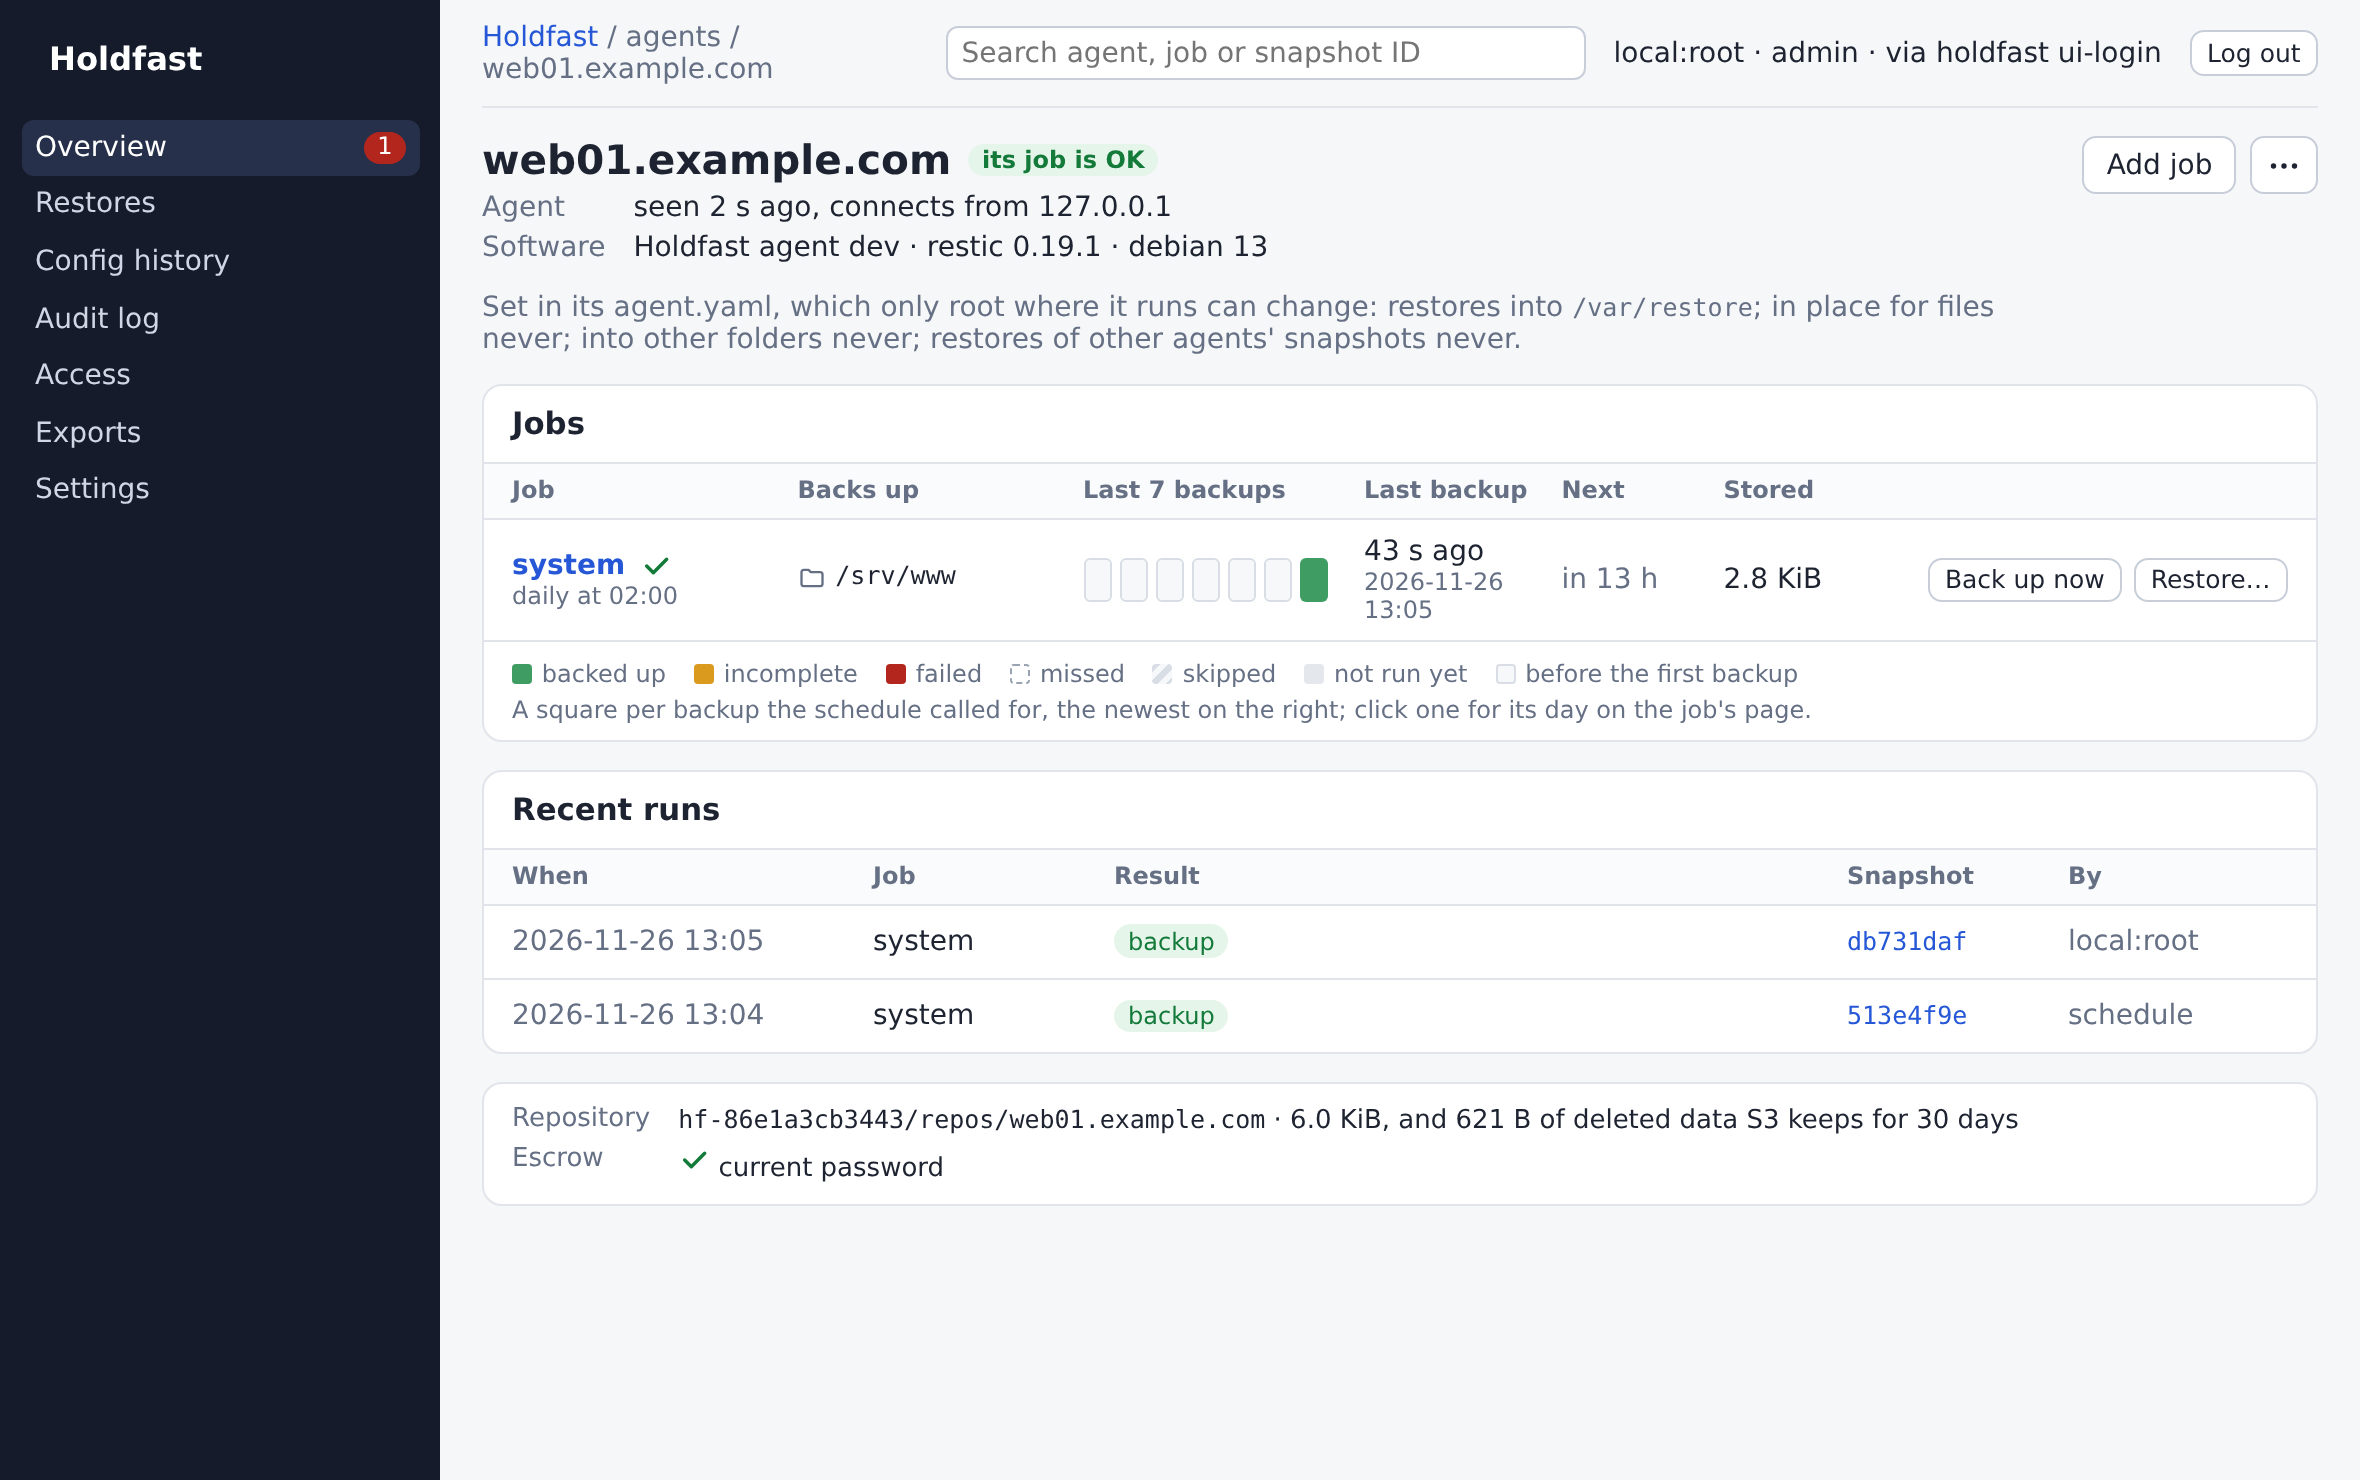 Holdfast
Overview 1
Restores
Config history
Audit log
Access
Exports
Settings
Holdfast / agents /
web01.example.com
Search agent, job or snapshot ID
local:root · admin · via holdfast ui-login
Log out
web01.example.com its job is OK
Add job
...
Agent seen 2 s ago, connects from 127.0.0.1
Software Holdfast agent dev · restic 0.19.1 · debian 13
Set in its agent.yaml, which only root where it runs can change: restores into /var/restore; in place for files
never; into other folders never; restores of other agents' snapshots never.
Jobs
Job Backs up Last 7 backups Last backup Next Stored
system /srv/www 43 s ago in 13 h 2.8 KiB Back up now Restore...
daily at 02:00 2026-11-26
13:05
backed up incomplete failed missed skipped not run yet before the first backup
A square per backup the schedule called for, the newest on the right; click one for its day on the job's page.
Recent runs
When Job Result Snapshot By
2026-11-26 13:05 system backup db731daf local:root
2026-11-26 13:04 system backup 513e4f9e schedule
Repository hf-86e1a3cb3443/repos/web01.example.com · 6.0 KiB, and 621 B of deleted data S3 keeps for 30 days
Escrow current password